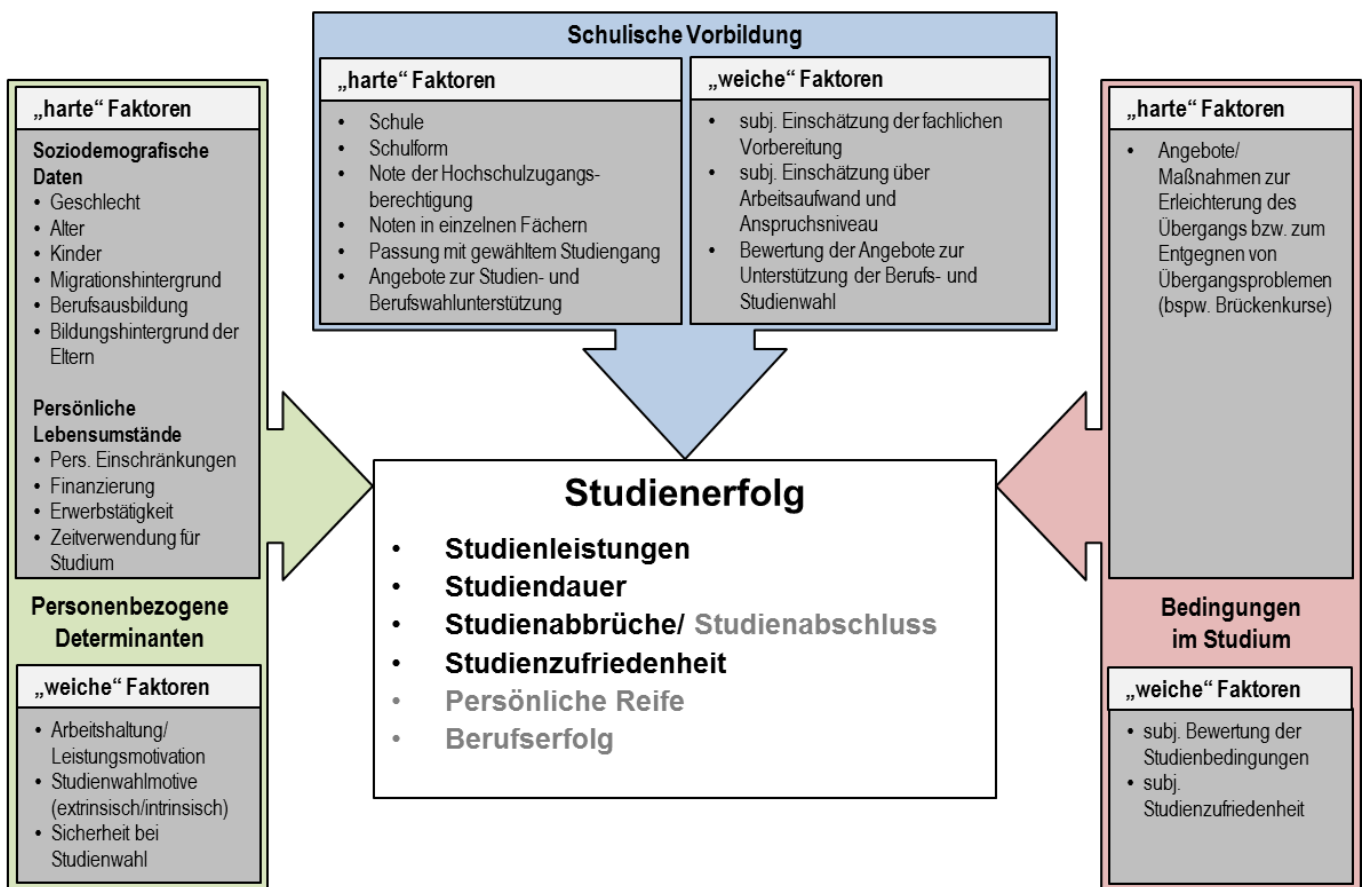 Schulische Vorbildung
„harte“ Faktoren
• Schule
• Schulform
• Note der Hochschulzugangs-
berechtigung
• Noten in einzelnen Fächern
• Passung mit gewähltem Studiengang
• Angebote zur Studien- und
Berufswahlunterstützung
„weiche“ Faktoren
• subj. Einschätzung der fachlichen
Vorbereitung
• subj. Einschätzung über
Arbeitsaufwand und
Anspruchsniveau
• Bewertung der Angebote zur
Unterstützung der Berufs- und
Studienwahl
„harte“ Faktoren
Soziodemografische
Daten
• Geschlecht
• Alter
• Kinder
• Migrationshintergrund
• Berufsausbildung
• Bildungshintergrund der
Eltern
Persönliche
Lebensumstände
• Pers. Einschränkungen
• Finanzierung
• Erwerbstätigkeit
• Zeitverwendung für
Studium
Personenbezogene
Determinanten
„weiche“ Faktoren
• Arbeitshaltung/
Leistungsmotivation
• Studienwahlmotive
(extrinsisch/intrinsisch)
• Sicherheit bei
Studienwahl
Studienerfolg
• Studienleistungen
• Studiendauer
• Studienabbrüche/ Studienabschluss
• Studienzufriedenheit
• Persönliche Reife
• Berufserfolg
„harte“ Faktoren
• Angebote/
Maßnahmen zur
Erleichterung des
Übergangs bzw. zum
Entgegnen von
Übergangsproblemen
(bspw. Brückenkurse)
Bedingungen
im Studium
„weiche“ Faktoren
• subj. Bewertung der
Studienbedingungen
• subj.
Studienzufriedenheit